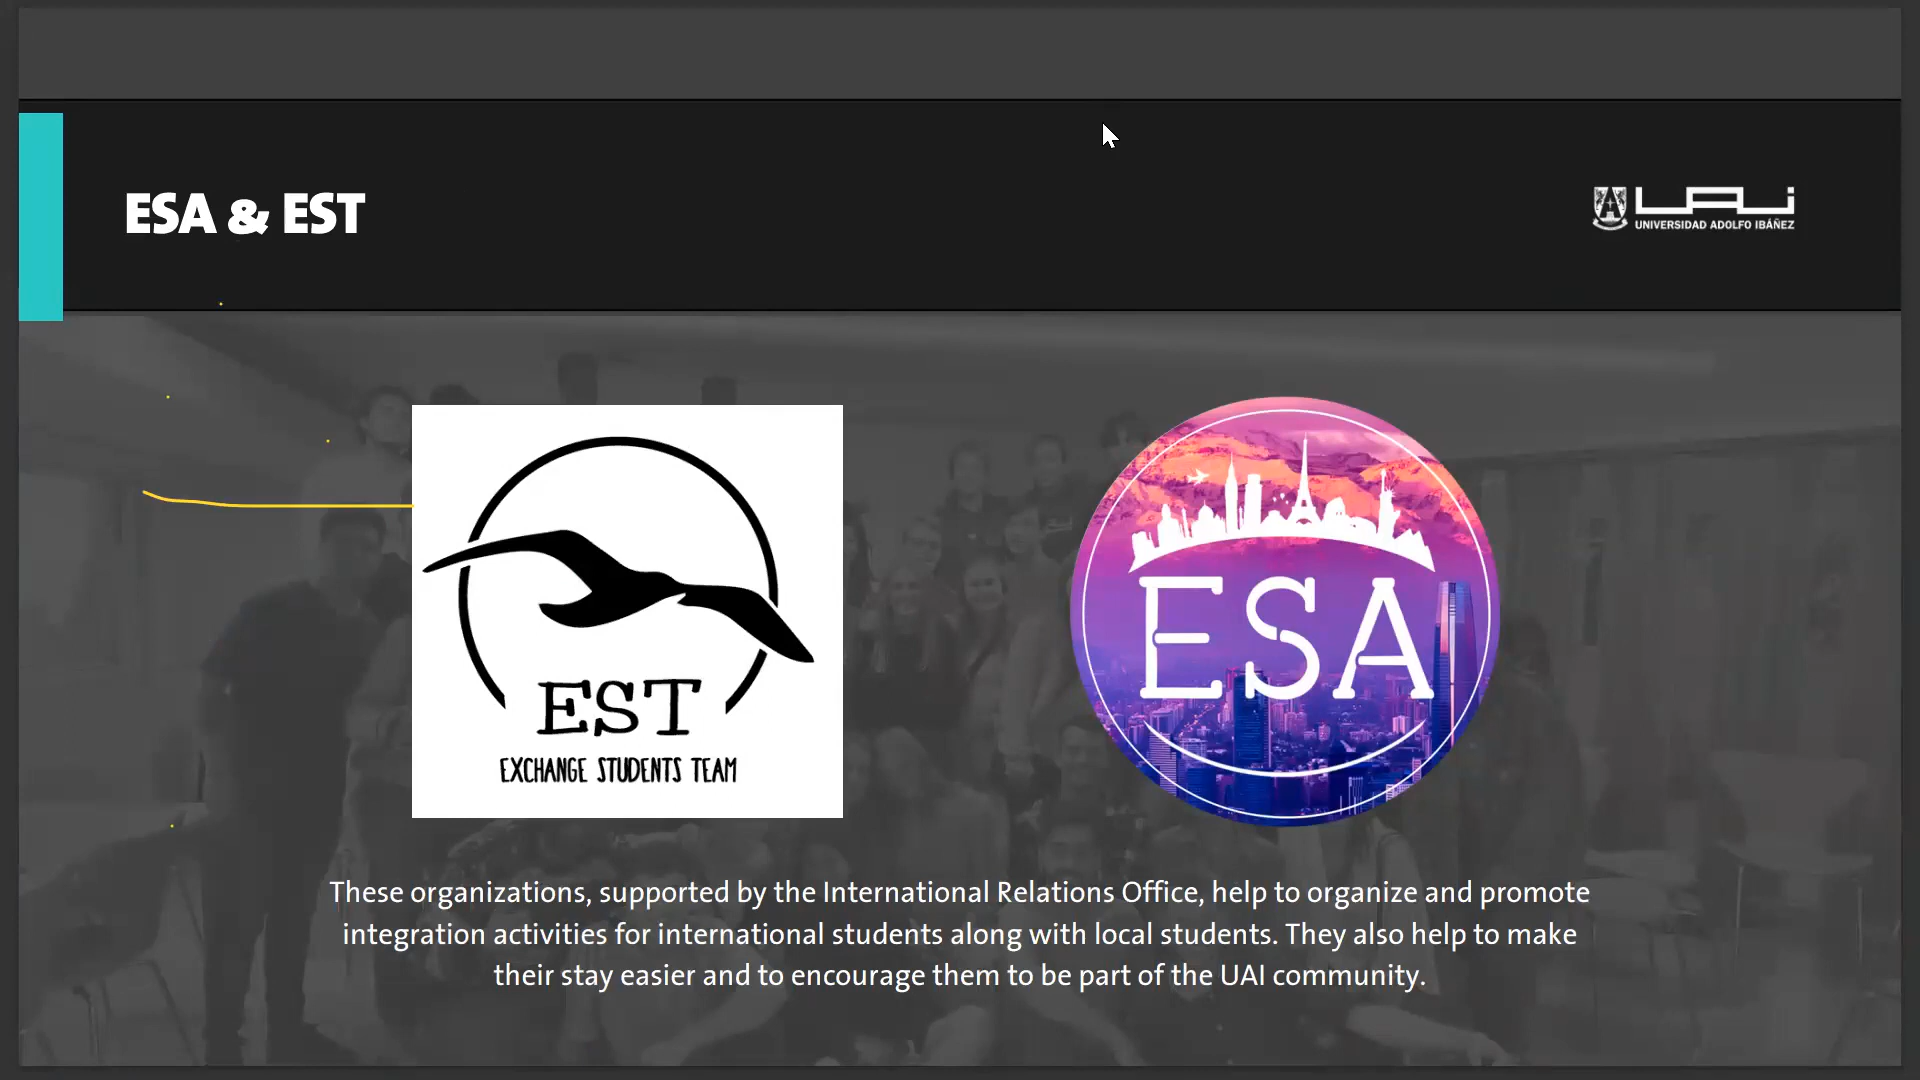 ESA & EST
UAI
UNIVERSIDAD ADOLFO IBÁÑEZ
EST
EXCHANGE STUDENTS TEAM
ESA
These organizations, supported by the International Relations Office, help to organize and promote
integration activities for international students along with local students. They also help to make
their stay easier and to encourage them to be part of the UAI community.